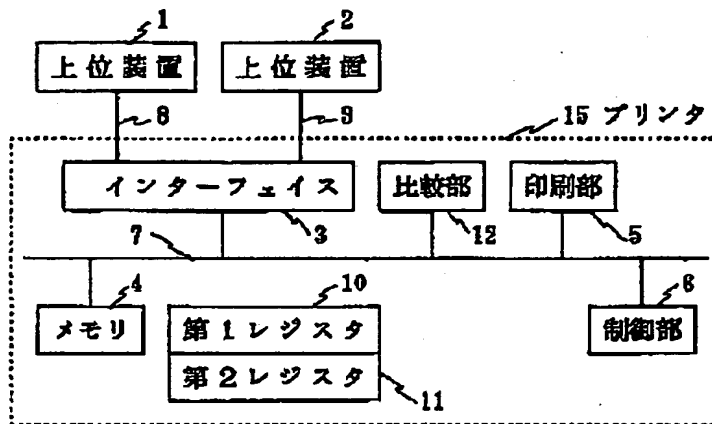 1 2
上位装置 上位装置
8 9
15 プリンタ
インターフェイス 比較部 印刷部
3 12 5
7
4 10 6
メモリ 第1レジスタ 制御部
第2レジスタ
11